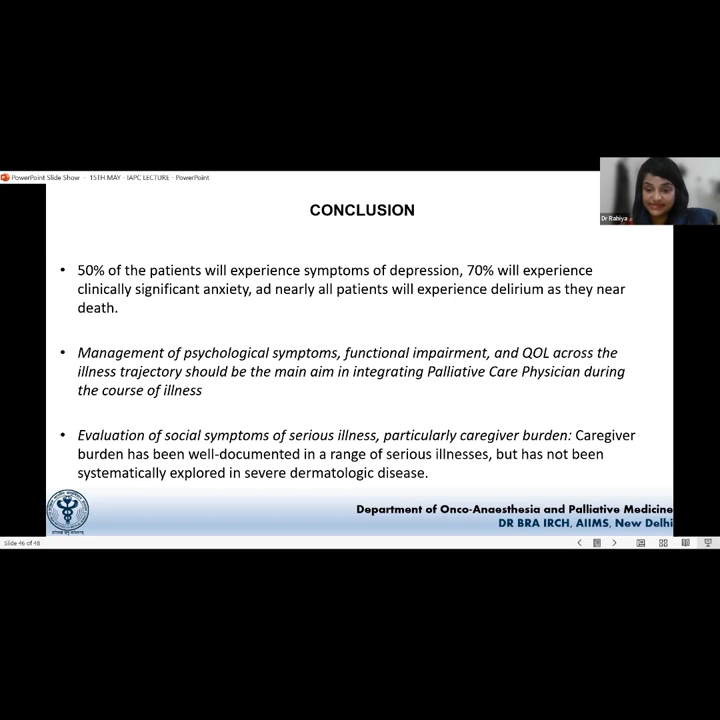 PowerPoint Slide Show - 15TH MAY - IAPC LECTURE - PowerPoint
Dr Rabiya
CONCLUSION
• 50% of the patients will experience symptoms of depression, 70% will experience
clinically significant anxiety, ad nearly all patients will experience delirium as they near
death.
• Management of psychological symptoms, functional impairment, and QOL across the
illness trajectory should be the main aim in integrating Palliative Care Physician during
the course of illness
• Evaluation of social symptoms of serious illness, particularly caregiver burden: Caregiver
burden has been well-documented in a range of serious illnesses, but has not been
systematically explored in severe dermatologic disease.
Department of Onco-Anaesthesia and Palliative Medicine
DR BRA IRCH, AIIMS, New Delhi
Slide 46 of 48